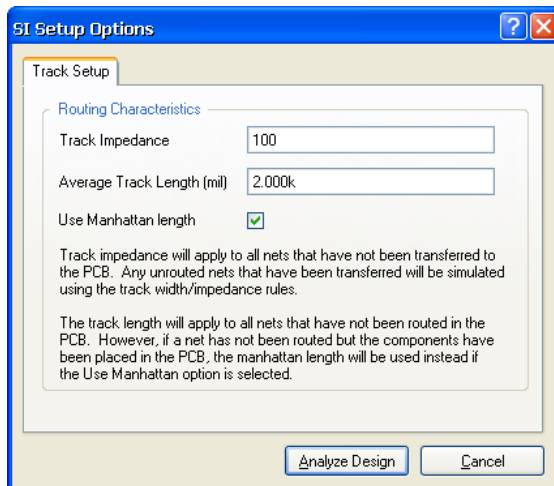 SI Setup Options
Track Setup
Routing Characteristics
Track Impedance
100
Average Track Length (mil)
2.000k
Use Manhattan length
Track impedance will apply to all nets that have not been transferred to
the PCB. Any unrouted nets that have been transferred will be simulated
using the track width/impedance rules.
The track length will apply to all nets that have not been routed in the
PCB. However, if a net has not been routed but the components have
been placed in the PCB, the manhattan length will be used instead if
the Use Manhattan option is selected.
Analyze Design
Cancel